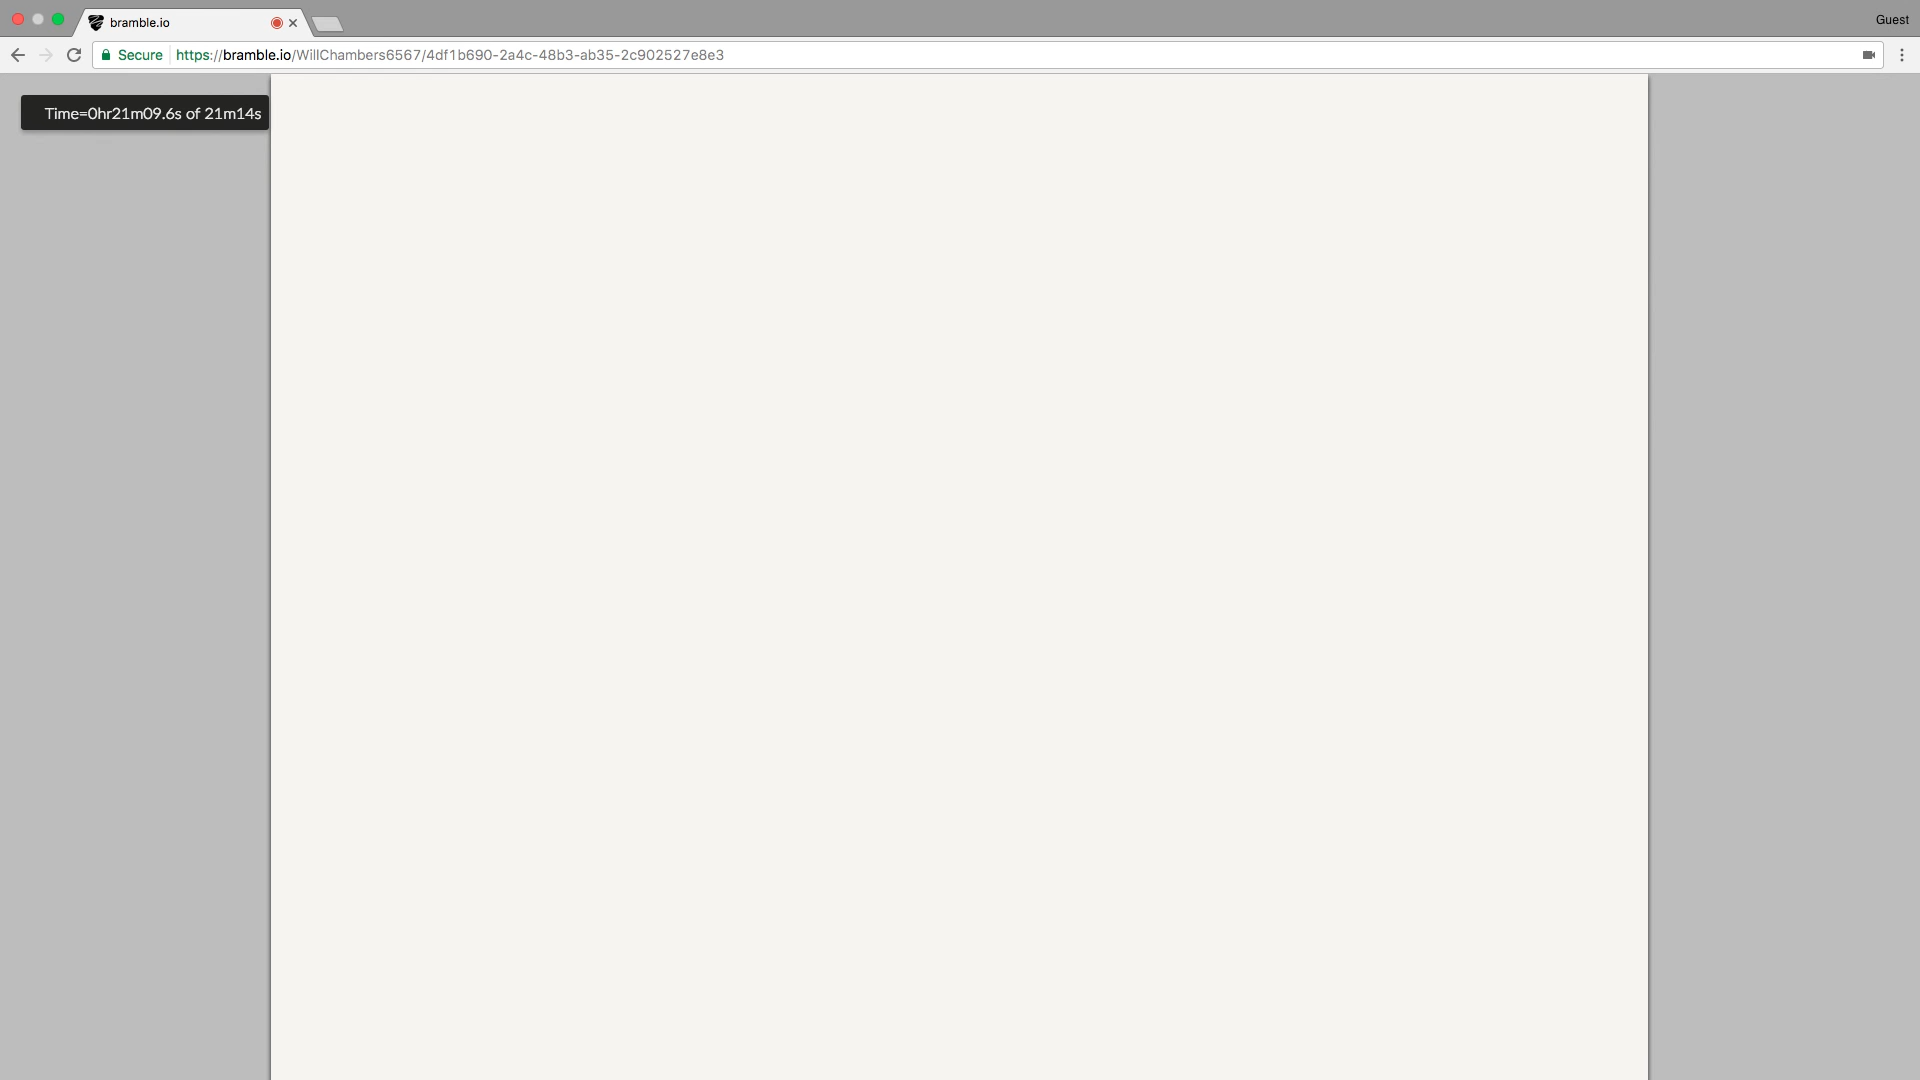 bramble.io
Guest
Secure
https://bramble.io/WillChambers6567/4df1b690-2a4c-48b3-ab35-2c902527e8e3
Time=0hr21m09.6s of 21m14s